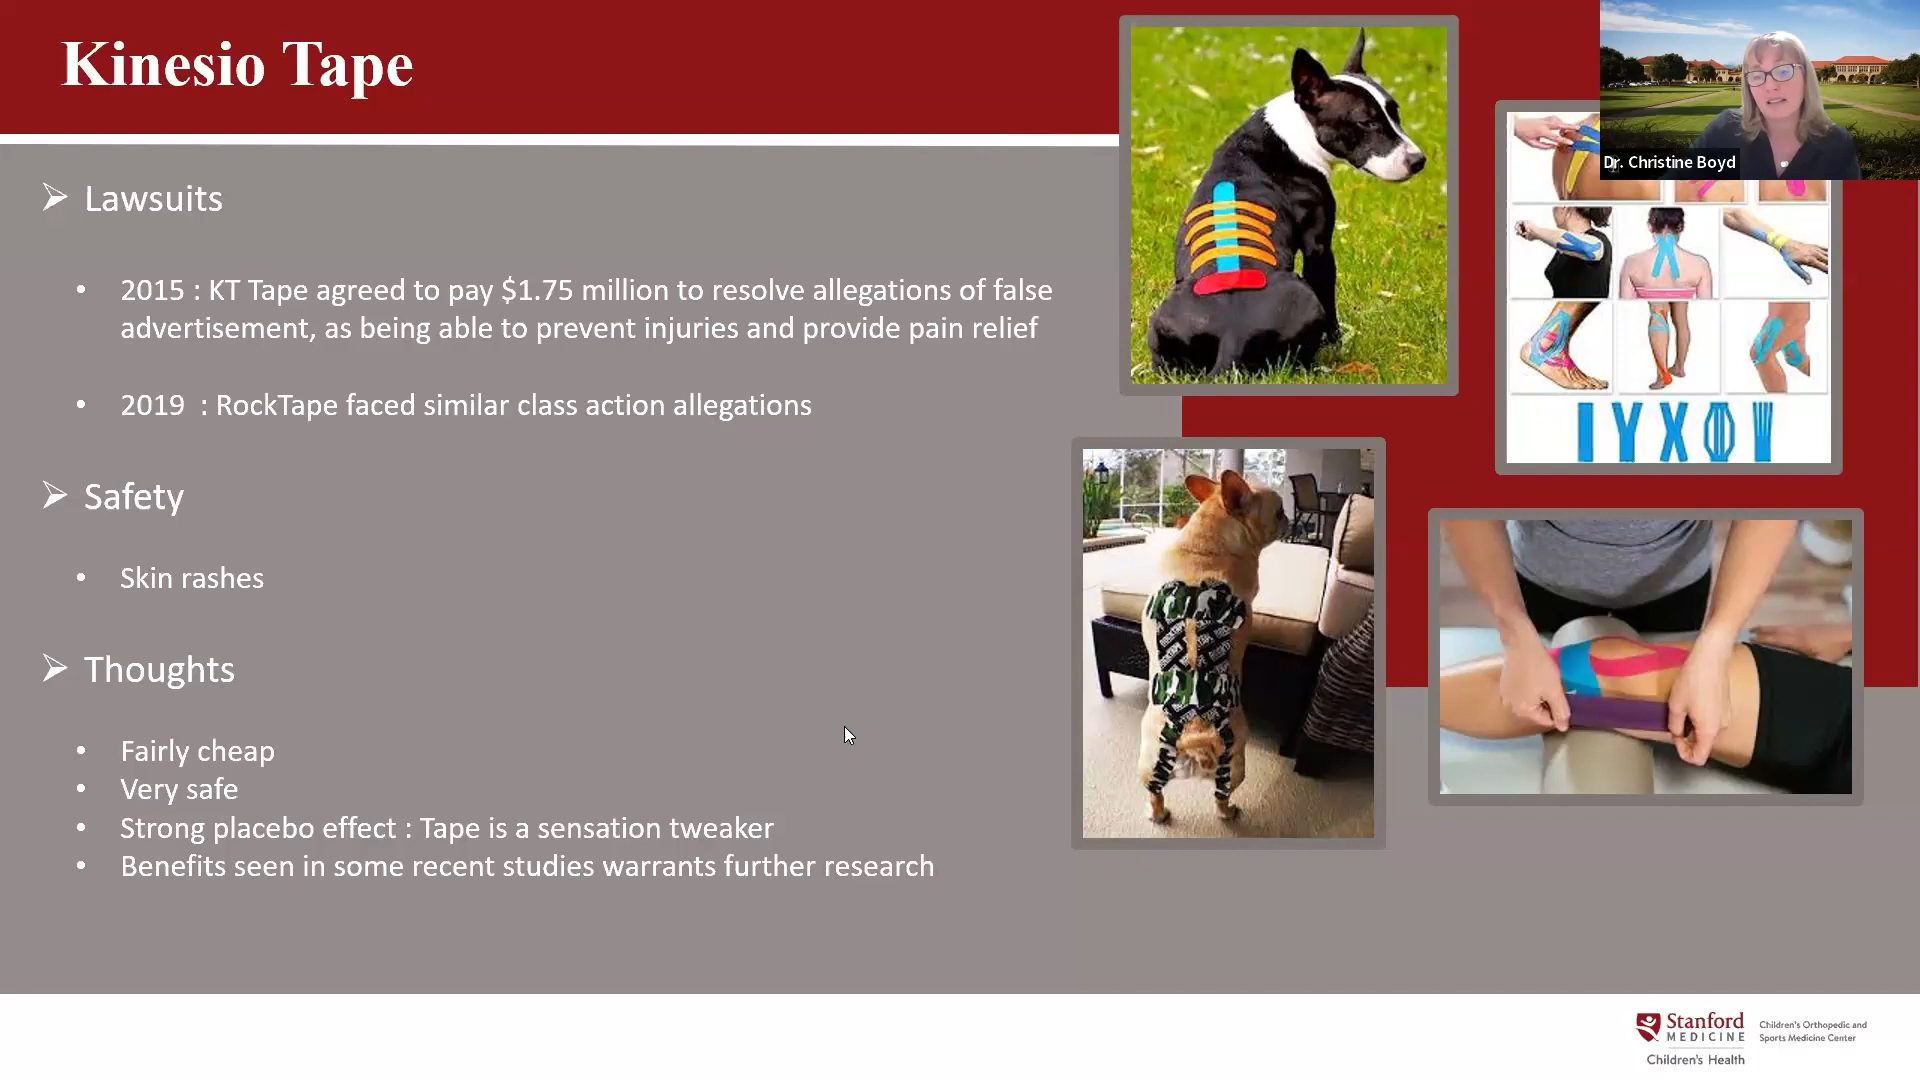 Kinesio Tape
Dr. Christine Boyd
➢ Lawsuits
• 2015 : KT Tape agreed to pay $1.75 million to resolve allegations of false
advertisement, as being able to prevent injuries and provide pain relief
• 2019 : RockTape faced similar class action allegations
➢ Safety
• Skin rashes
➢ Thoughts
• Fairly cheap
• Very safe
• Strong placebo effect : Tape is a sensation tweaker
• Benefits seen in some recent studies warrants further research
Stanford
MEDICINE
Children's Health
Children's Orthopedic and
Sports Medicine Center